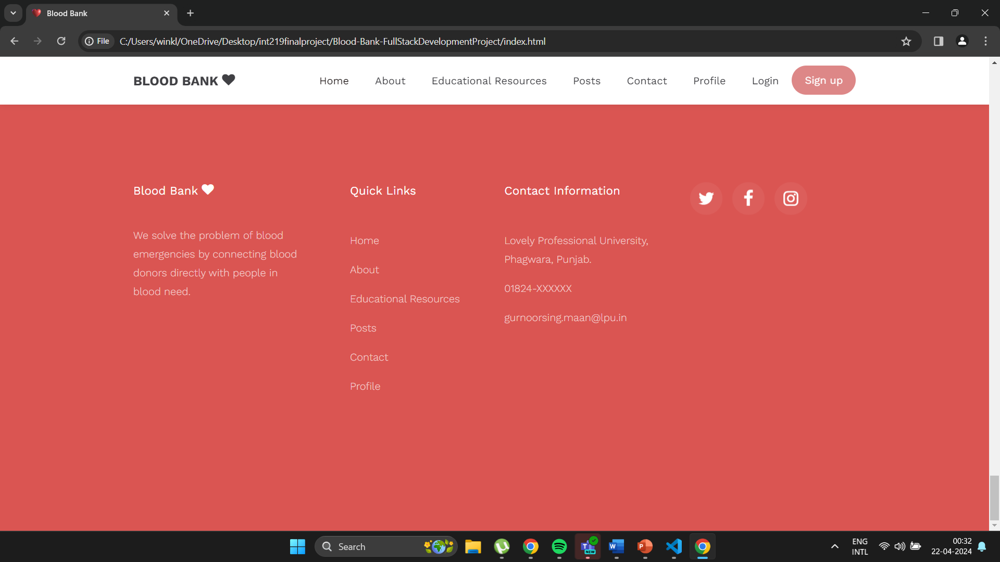 Blood Bank
File
C:/Users/winkl/OneDrive/Desktop/int219finalproject/Blood-Bank-FullStackDevelopmentProject/index.html
BLOOD BANK
Home
About
Educational Resources
Posts
Contact
Profile
Login
Sign up
Blood Bank
We solve the problem of blood
emergencies by connecting blood
donors directly with people in
blood need.
Quick Links
Home
About
Educational Resources
Posts
Contact
Profile
Contact Information
Lovely Professional University,
Phagwara, Punjab.
01824-XXXXXX
gurnoorsing.maan@lpu.in
Search
T
NEW
W
P
ENG
INTL
00:32
22-04-2024